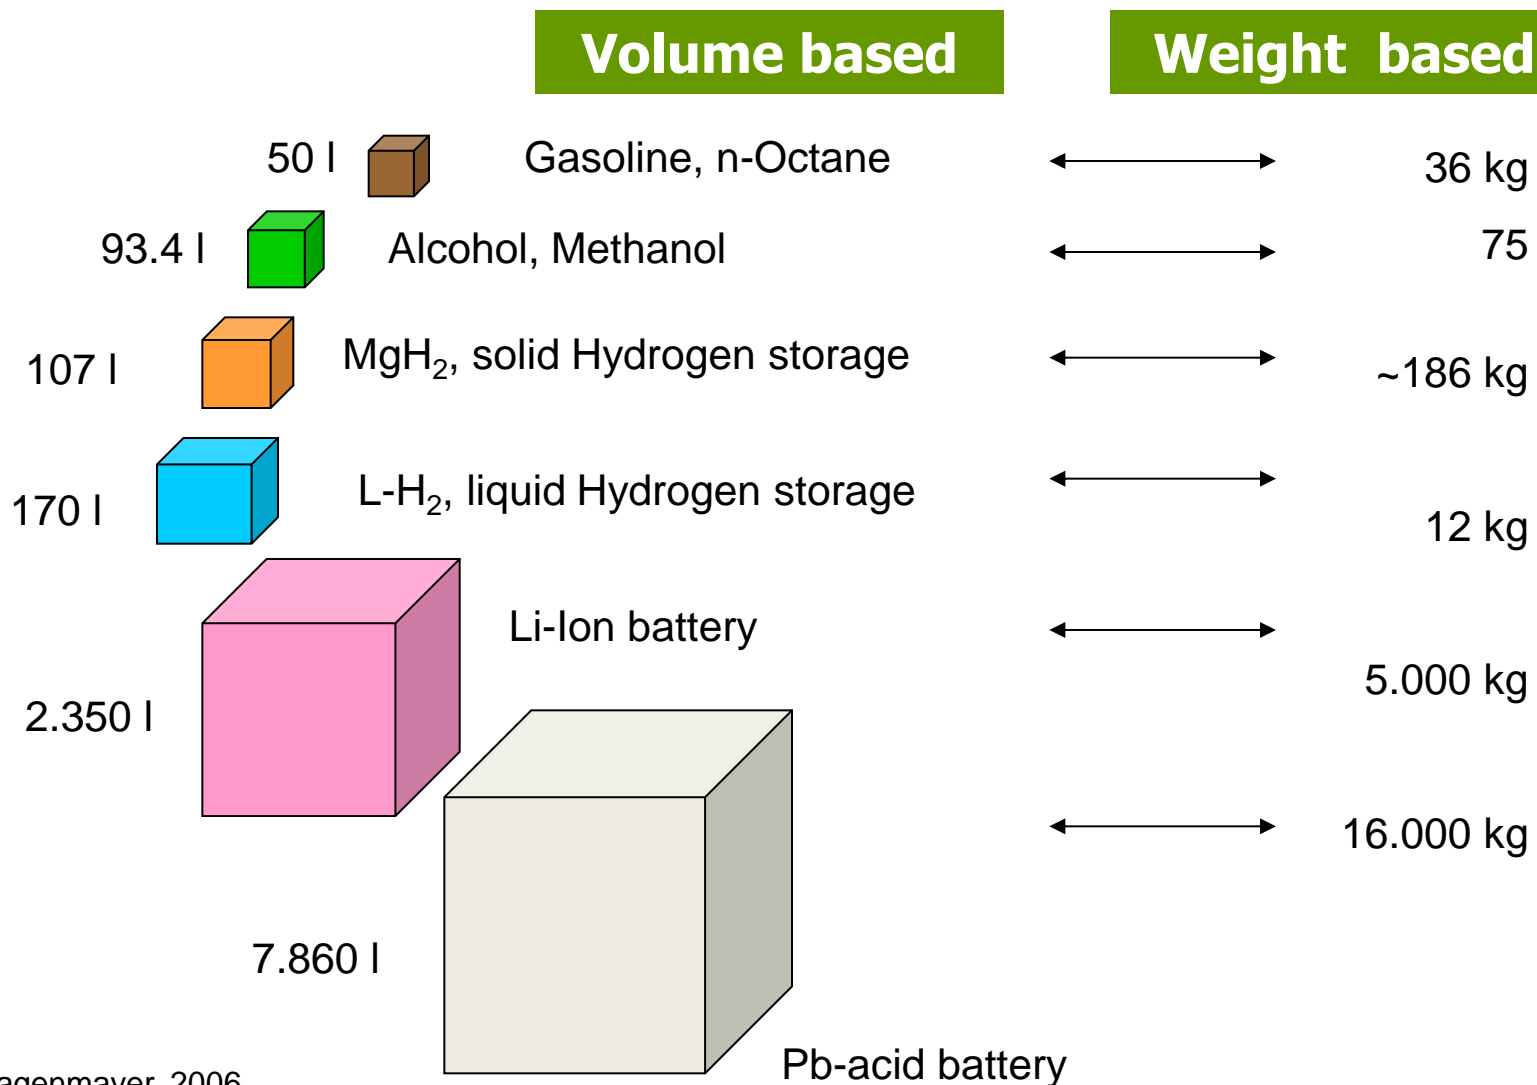 Volume based
Weight based
50 l Gasoline, n-Octane 36 kg
93.4 l Alcohol, Methanol 75
107 l MgH₂, solid Hydrogen storage ~186 kg
170 l L-H₂, liquid Hydrogen storage 12 kg
Li-Ion battery
2.350 l 5.000 kg
16.000 kg
7.860 l
Pb-acid battery
2006